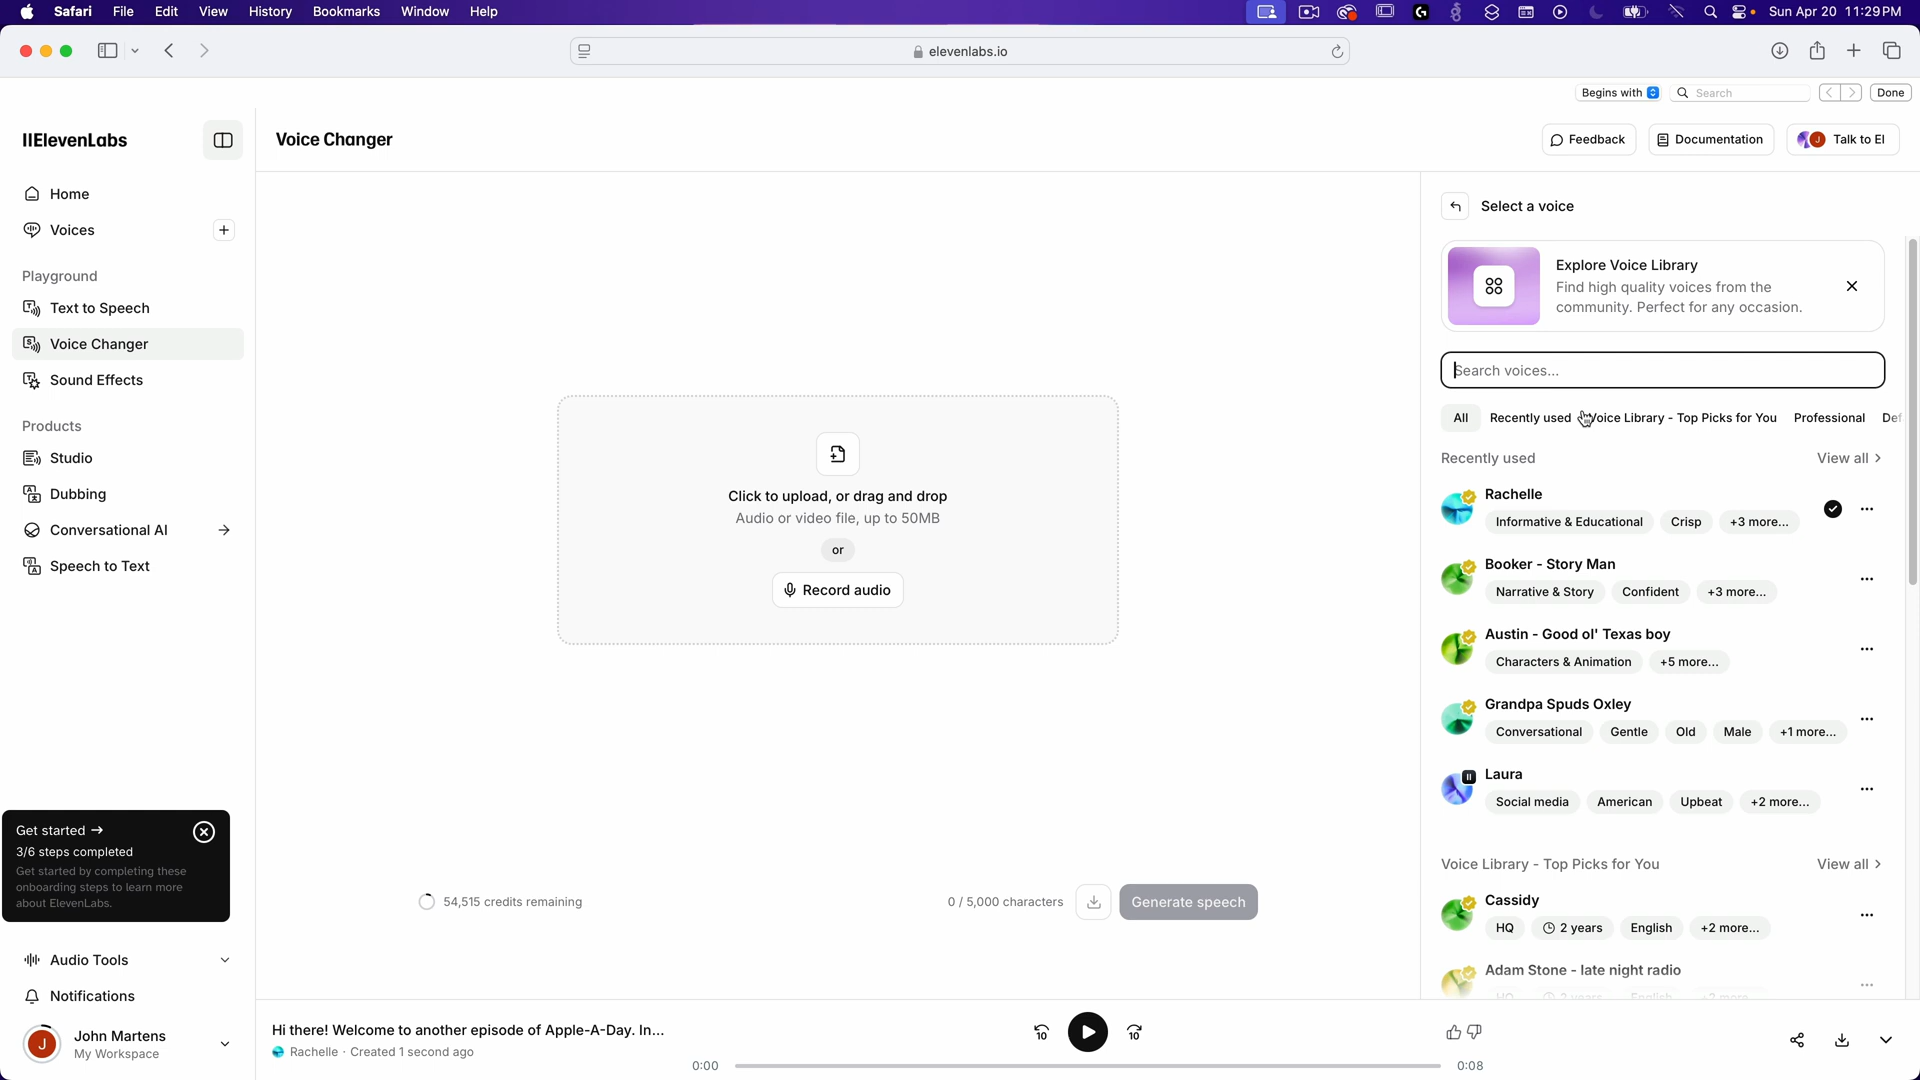 Safari File Edit View History Bookmarks Window Help
Sun Apr 20 11:29 PM
elevenlabs.io
Begins with
Search
Done
IIElevenLabs
Voice Changer
Feedback
Documentation
Talk to El
Home
Voices
Playground
Text to Speech
Voice Changer
Sound Effects
Products
Studio
Dubbing
Conversational AI
Speech to Text
Get started →
3/6 steps completed
Get started by completing these
onboarding steps to learn more
about ElevenLabs.
Audio Tools
Notifications
J
John Martens
My Workspace
Click to upload, or drag and drop
Audio or video file, up to 50MB
or
Record audio
54,515 credits remaining
0 / 5,000 characters
Generate speech
Select a voice
Explore Voice Library
Find high quality voices from the
community. Perfect for any occasion.
Search voices...
All Recently used Voice Library - Top Picks for You Professional Def
Recently used
View all
Rachelle
Informative & Educational Crisp +3 more...
Booker - Story Man
Narrative & Story Confident +3 more...
Austin - Good ol' Texas boy
Characters & Animation +5 more...
Grandpa Spuds Oxley
Conversational Gentle Old Male +1 more...
Laura
Social media American Upbeat +2 more...
Voice Library - Top Picks for You
View all
Cassidy
HQ 2 years English +2 more...
Adam Stone - late night radio
HQ 2 years English +2 more...
Hi there! Welcome to another episode of Apple-A-Day. In...
Rachelle · Created 1 second ago
10
10
0:00
0:08